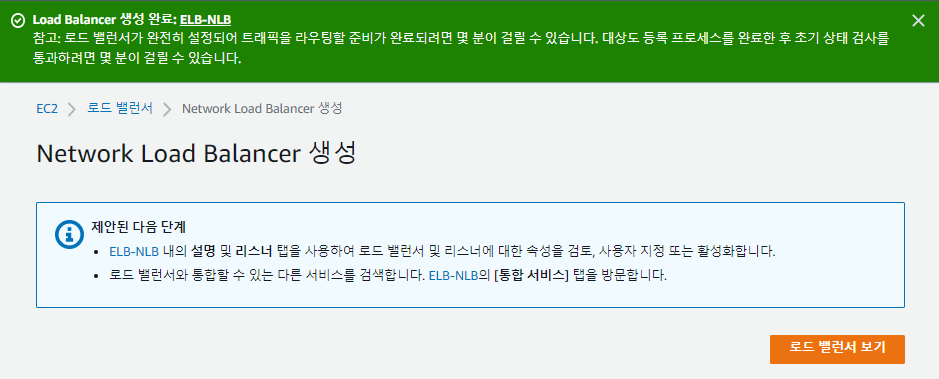 Load Balancer 생성 완료: ELB-NLB
참고: 로드 밸런서가 완전히 설정되어 트래픽을 라우팅할 준비가 완료되려면 몇 분이 걸릴 수 있습니다. 대상도 등록 프로세스를 완료한 후 초기 상태 검사를
통과하려면 몇 분이 걸릴 수 있습니다.
EC2 > 로드 밸런서 > Network Load Balancer 생성
Network Load Balancer 생성
제안된 다음 단계
• ELB-NLB 내의 설명 및 리스너 탭을 사용하여 로드 밸런서 및 리스너에 대한 속성을 검토, 사용자 지정 또는 활성화합니다.
• 로드 밸런서와 통합할 수 있는 다른 서비스를 검색합니다. ELB-NLB의 [통합 서비스] 탭을 방문합니다.
로드 밸런서 보기